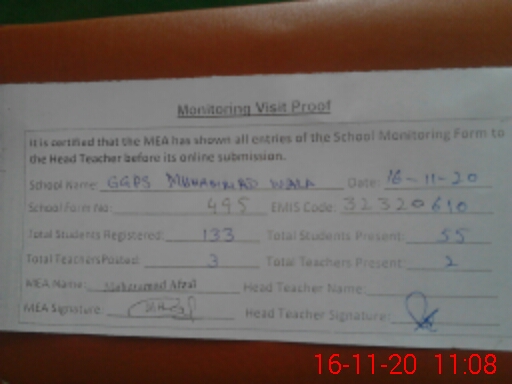 Monitoring Visit Proof
It is certified that the MEA has shown all entries of the School Monitoring Form to
the Head Teacher before its online submission.
School Name: GGPS MUHAMMAD WALA Date: 16-11-20
School Form No: 495 EMIS Code: 32320610
Total Students Registered: 133 Total Students Present: 55
Total Teachers Posted: 3 Total Teachers Present: 2
MEA Name: Muhammad Afzal Head Teacher Name:
MEA Signature: Head Teacher Signature:
16-11-20 11:08